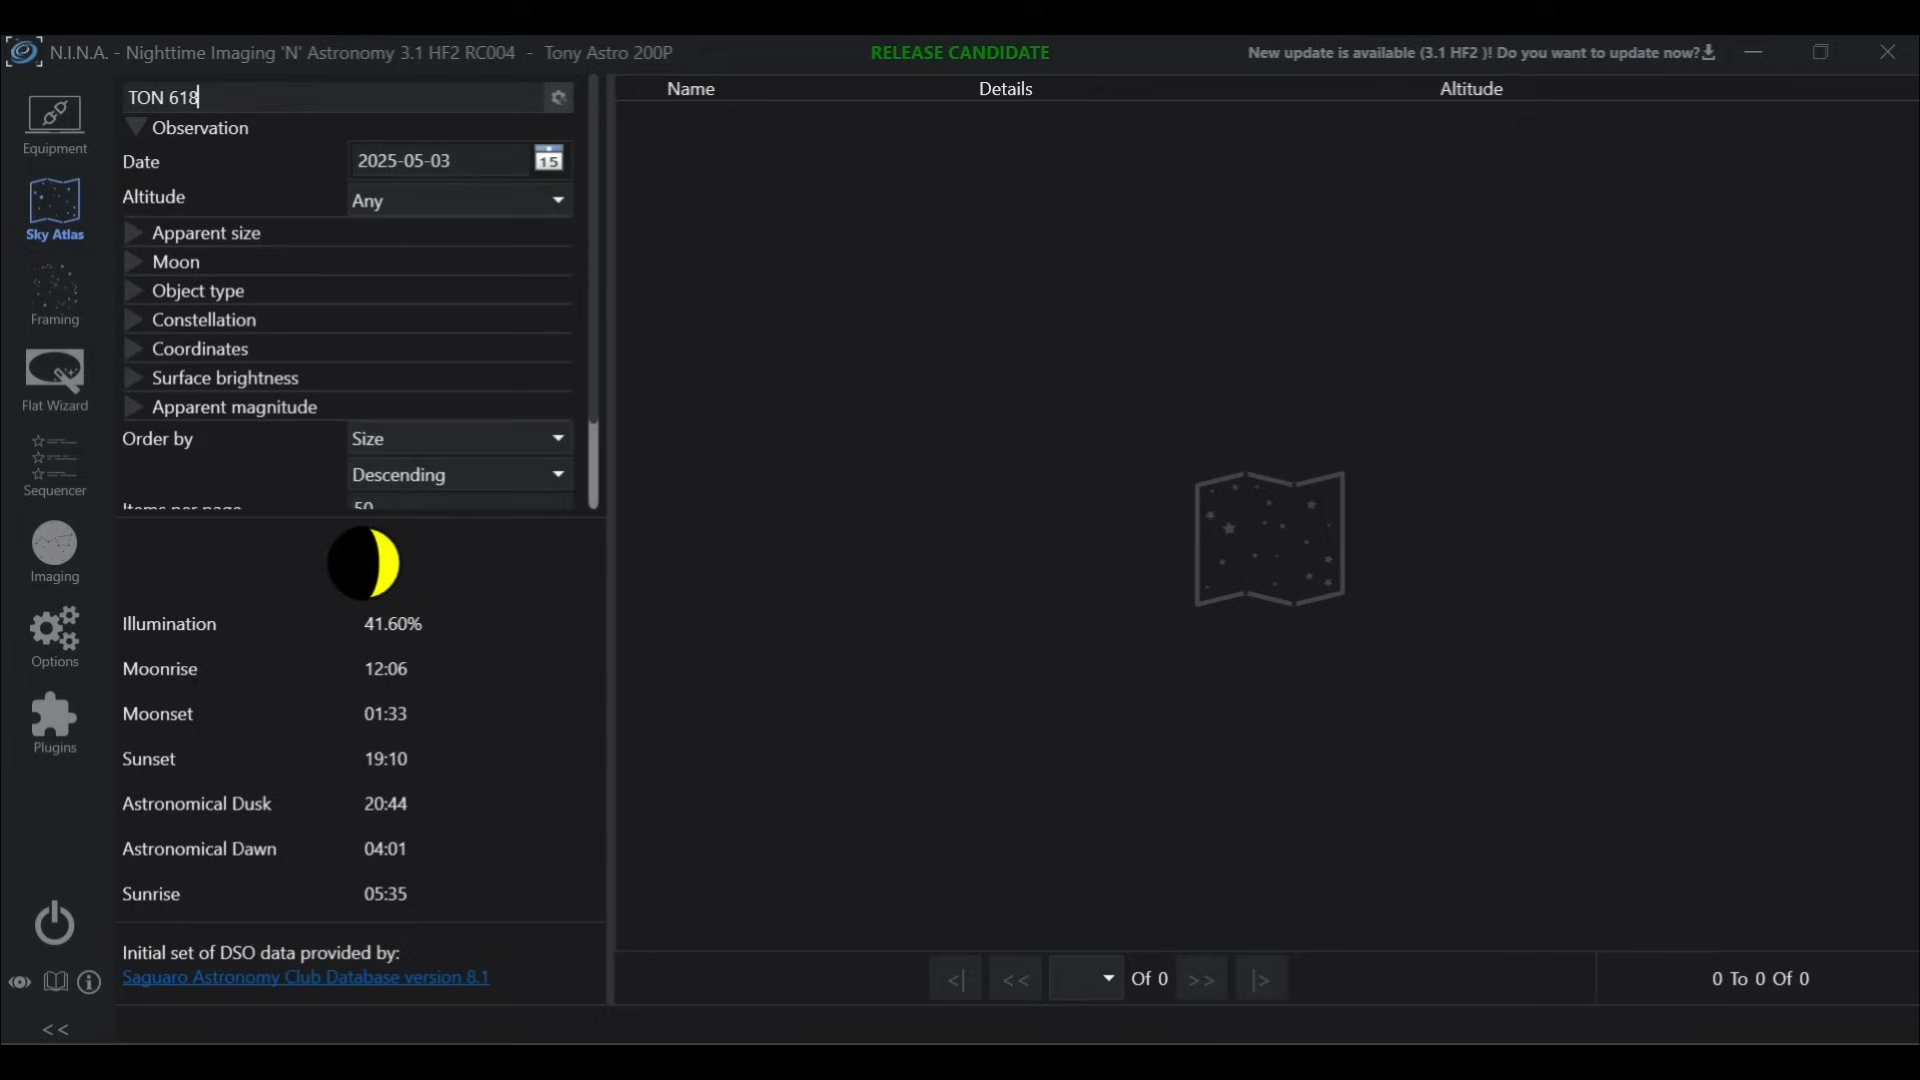 N.I.N.A. - Nighttime Imaging 'N' Astronomy 3.1 HF2 RC004 - Tony Astro 200P
RELEASE CANDIDATE
New update is available (3.1 HF2 )! Do you want to update now?
Equipment
Sky Atlas
Framing
Flat Wizard
Sequencer
Imaging
Options
Plugins
<<
TON 618
Observation
Date 2025-05-03 15
Altitude Any
Apparent size
Moon
Object type
Constellation
Coordinates
Surface brightness
Apparent magnitude
Order by Size
Descending
Items per page 50
Illumination 41.60%
Moonrise 12:06
Moonset 01:33
Sunset 19:10
Astronomical Dusk 20:44
Astronomical Dawn 04:01
Sunrise 05:35
Initial set of DSO data provided by:
Saguaro Astronomy Club Database version 8.1
Name Details Altitude
<| << Of 0 >> |>
0 To 0 Of 0